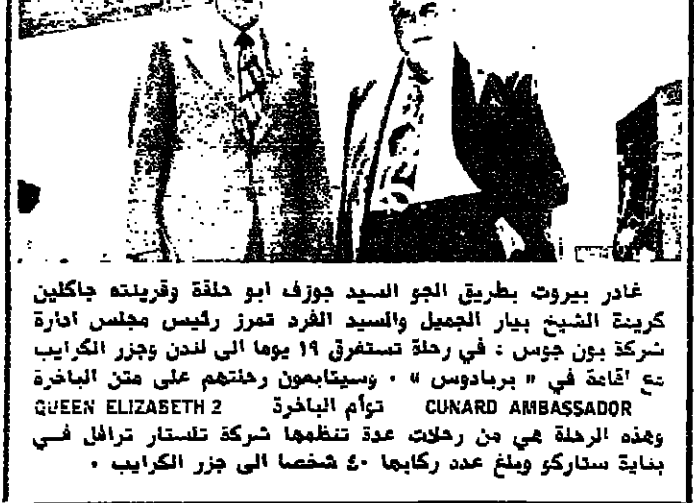 غادر بيروت بطريق الجو السيد جوزف ابو حلقة وقرينته جاكلين
كريمة الشيخ بيار الجميل والسيد الفرد تمرز رئيس مجلس ادارة
شركة بون جوس ؛ في رحلة تستغرق ١٩ يوما الى لندن وجزر الكرايب
مع اقامة في « بربادوس » ٠ وسيتابعون رحلتهم على متن الباخرة
CUNARD AMBASSADOR توأم الباخرة QUEEN ELIZABETH 2
وهذه الرحلة هي من رحلات عدة تنظمها شركة تلستار ترافل فـــي
بناية ستاركو وبلغ عدد ركابها ٤٠ شخصا الى جزر الكرايب ٠